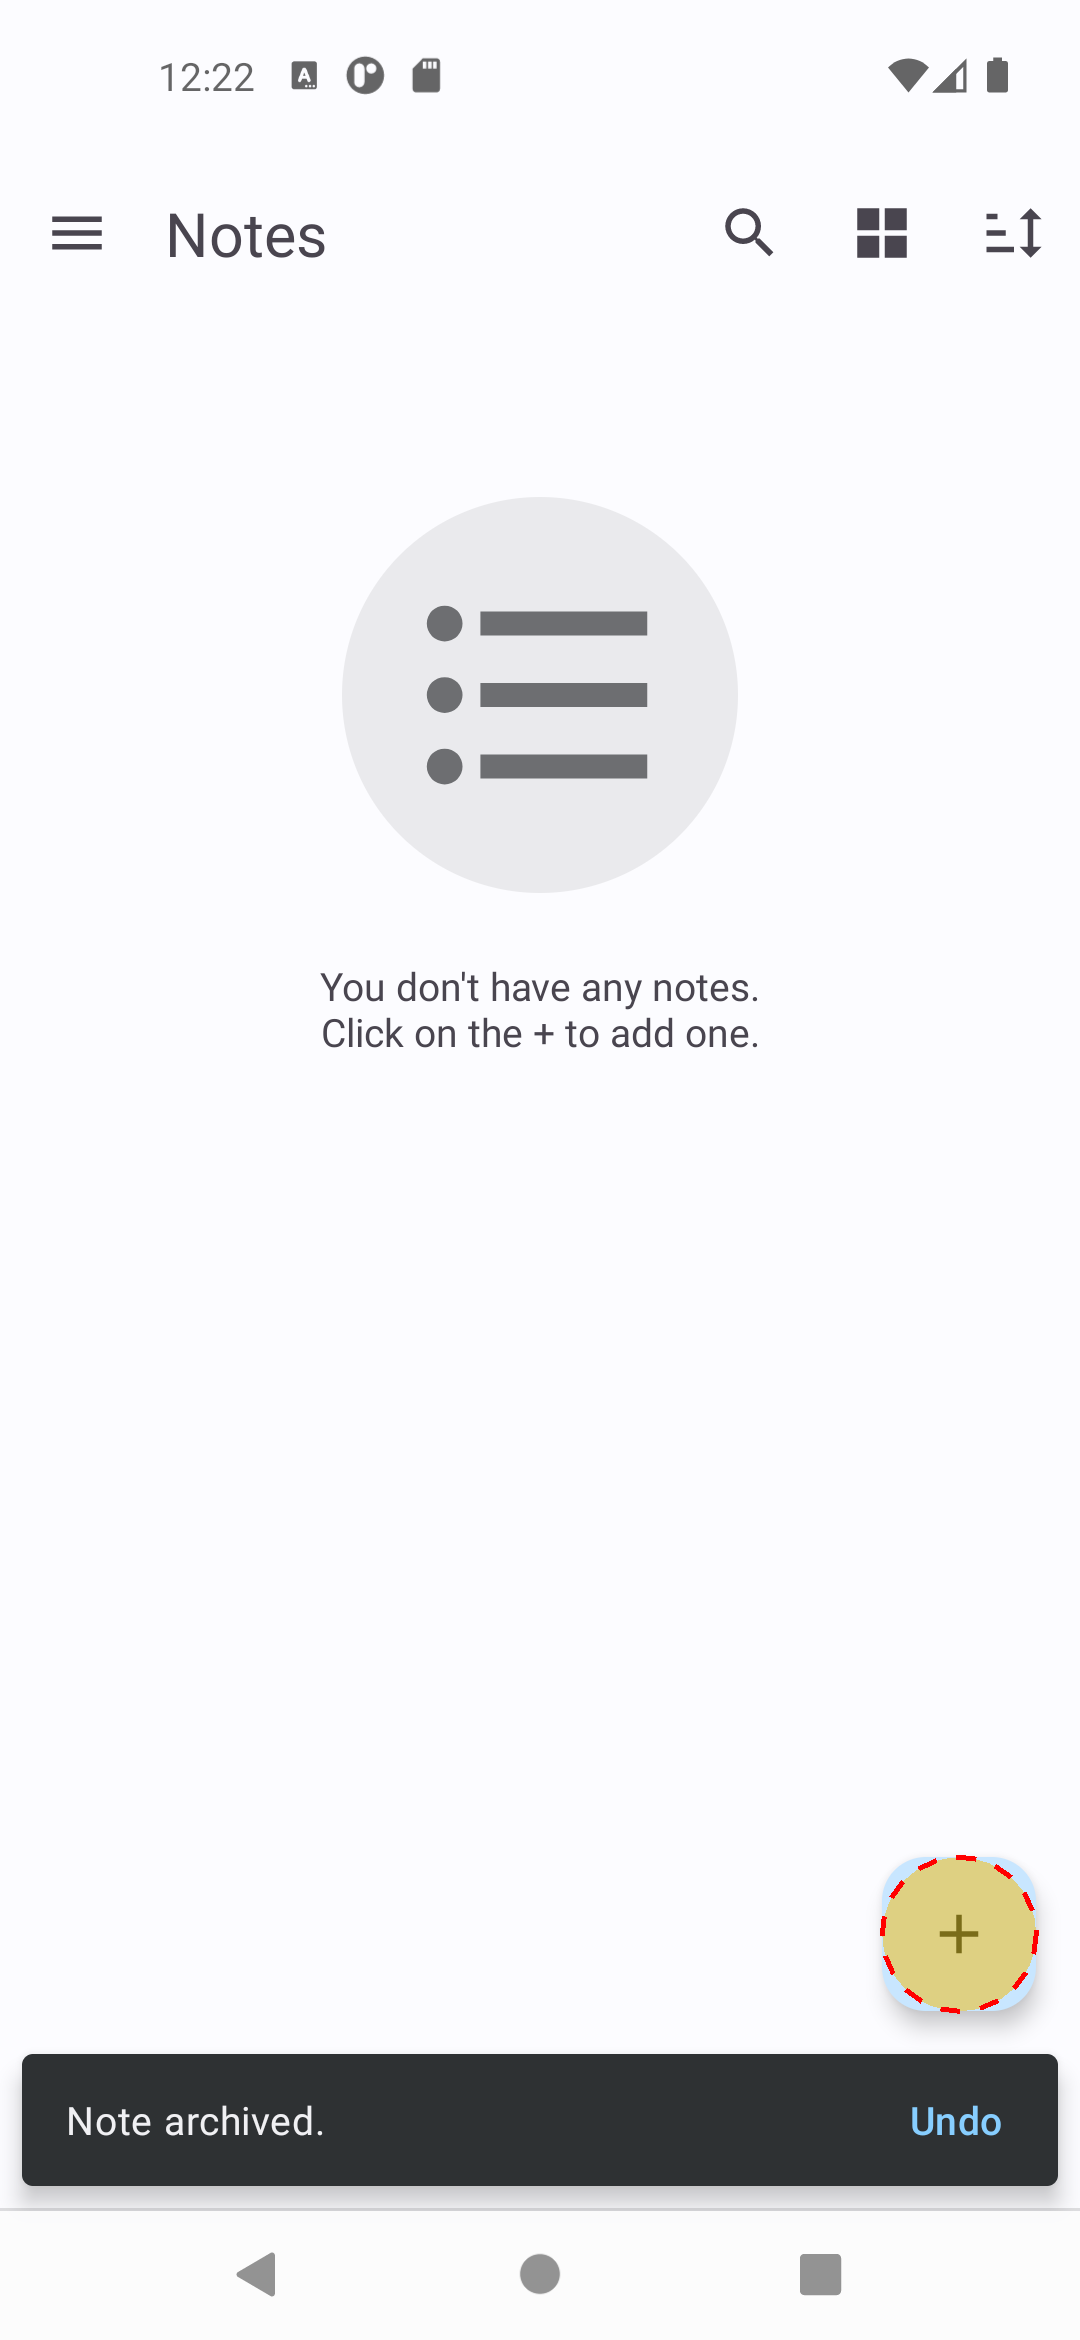 12:22
Notes
You don't have any notes.
Click on the + to add one.
Note archived.
Undo